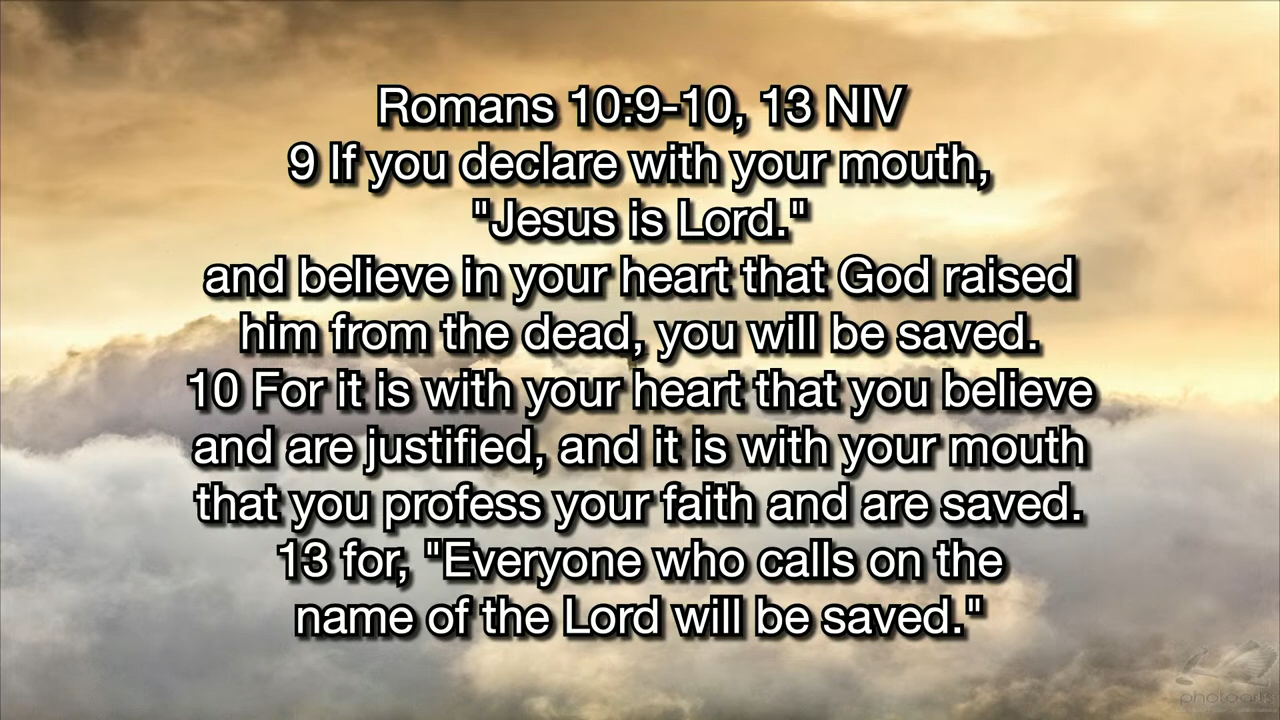 Romans 10:9-10, 13 NIV
9 If you declare with your mouth,
"Jesus is Lord."
and believe in your heart that God raised
him from the dead, you will be saved.
10 For it is with your heart that you believe
and are justified, and it is with your mouth
that you profess your faith and are saved.
13 for, "Everyone who calls on the
name of the Lord will be saved."